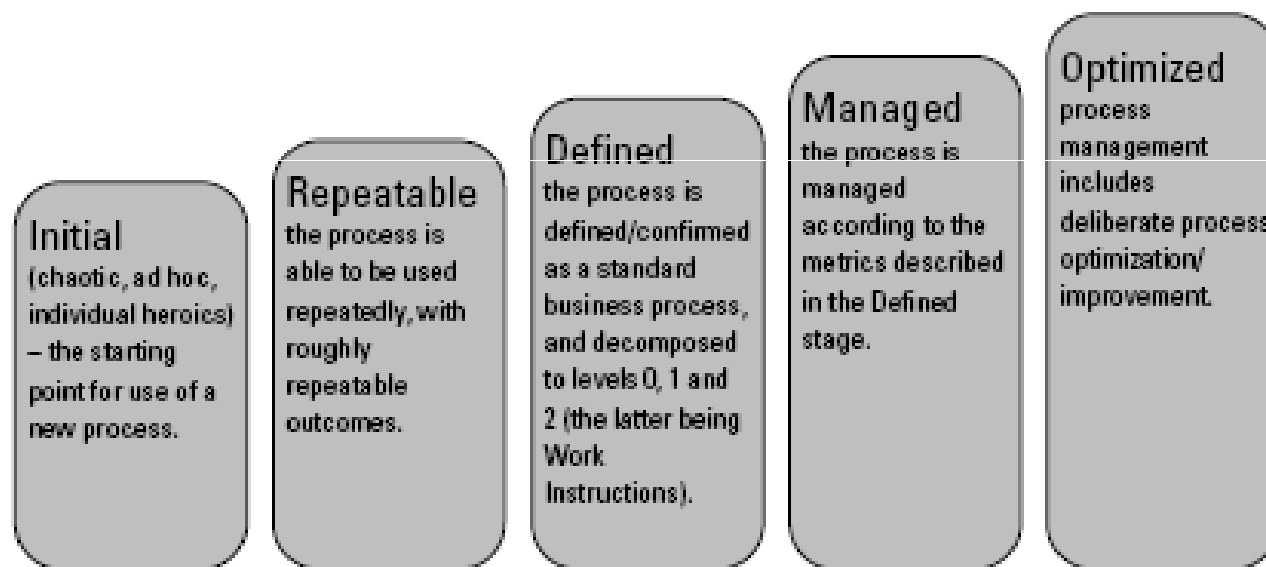 Initial
(chaotic, ad hoc,
individual heroics)
– the starting
point for use of a
new process.
Repeatable
the process is
able to be used
repeatedly, with
roughly
repeatable
outcomes.
Defined
the process is
defined/confirmed
as a standard
business process,
and decomposed
to levels 0, 1 and
2 (the latter being
Work
Instructions).
Managed
the process is
managed
according to the
metrics described
in the Defined
stage.
Optimized
process
management
includes
deliberate process
optimization/
improvement.